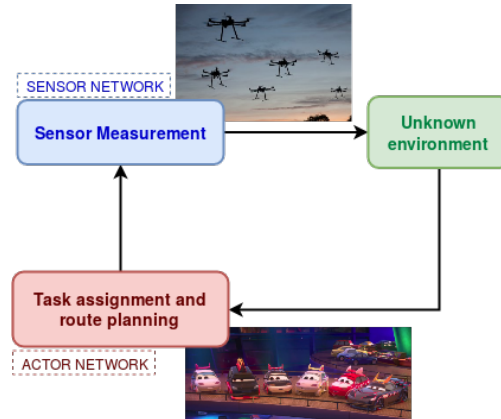 SENSOR NETWORK
Sensor Measurement
Unknown
environment
Task assignment and
route planning
ACTOR NETWORK